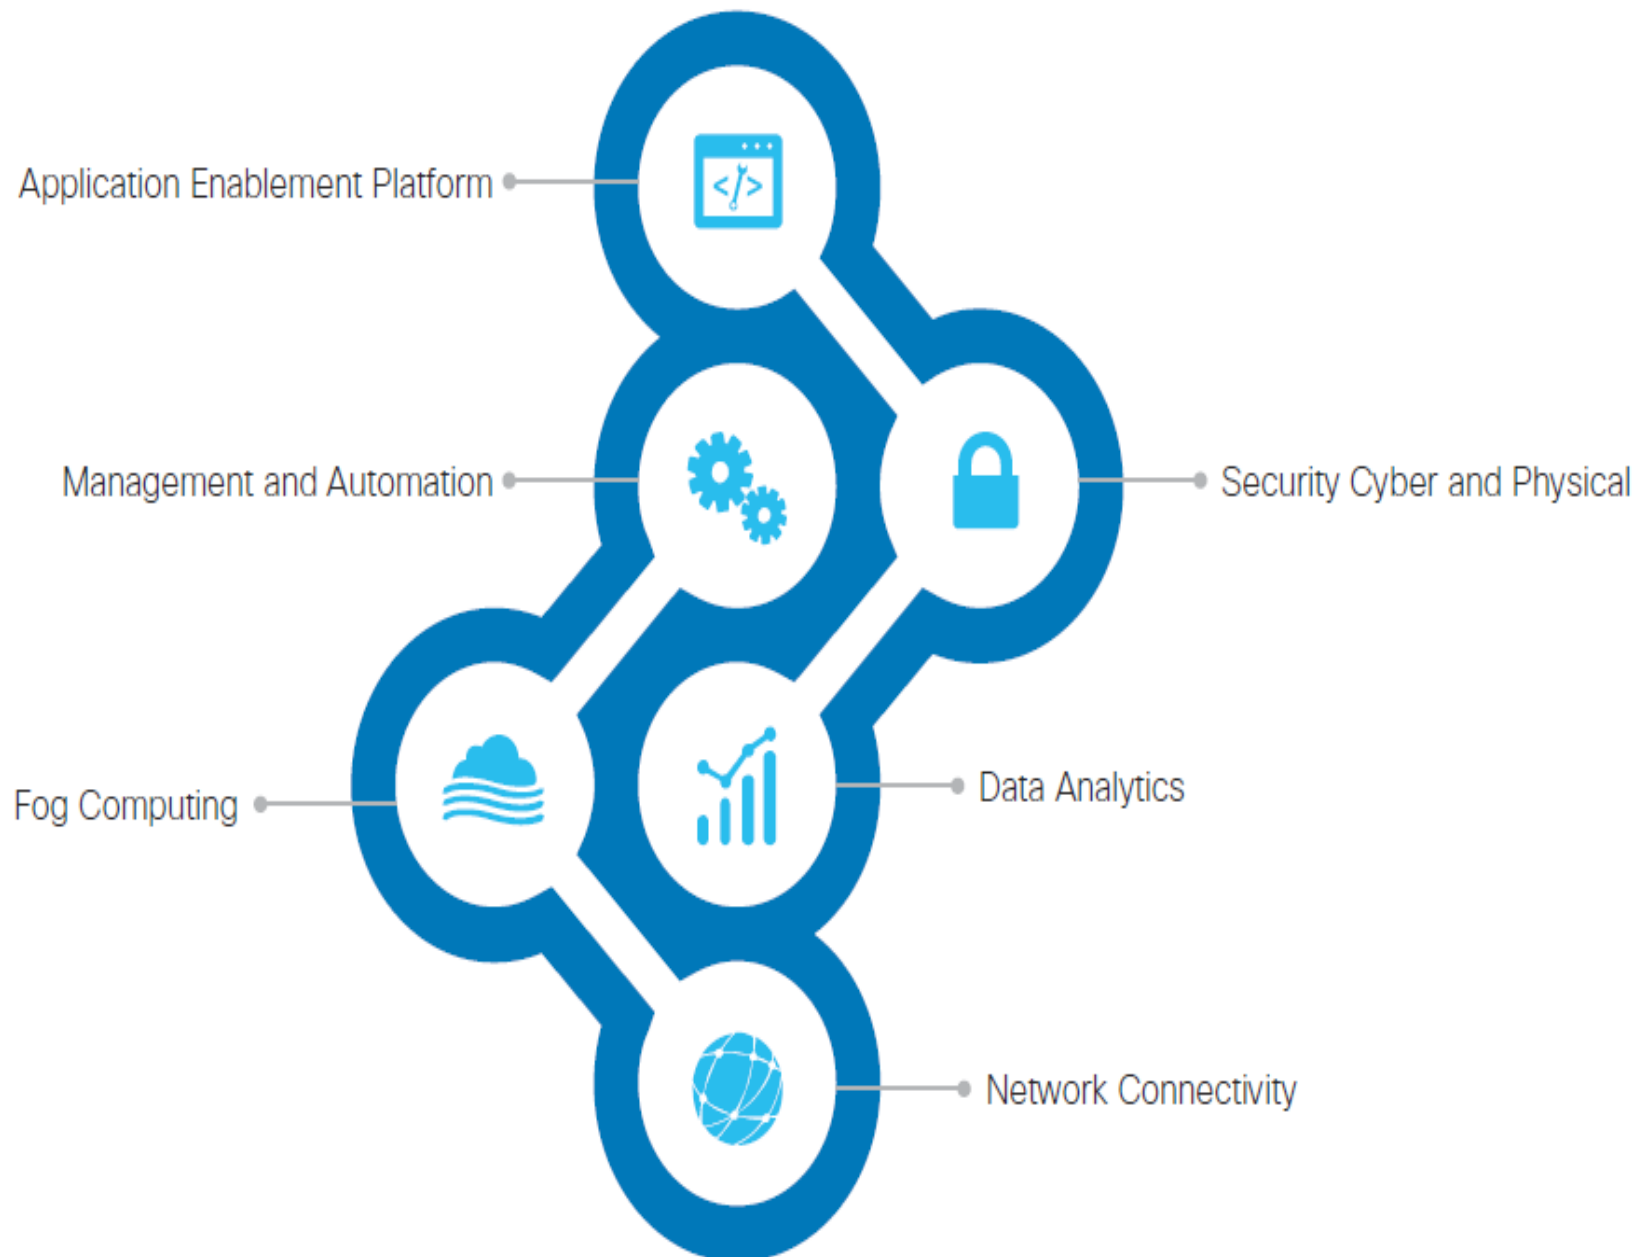 Application Enablement Platform
Management and Automation
Security Cyber and Physical
Fog Computing
Data Analytics
Network Connectivity